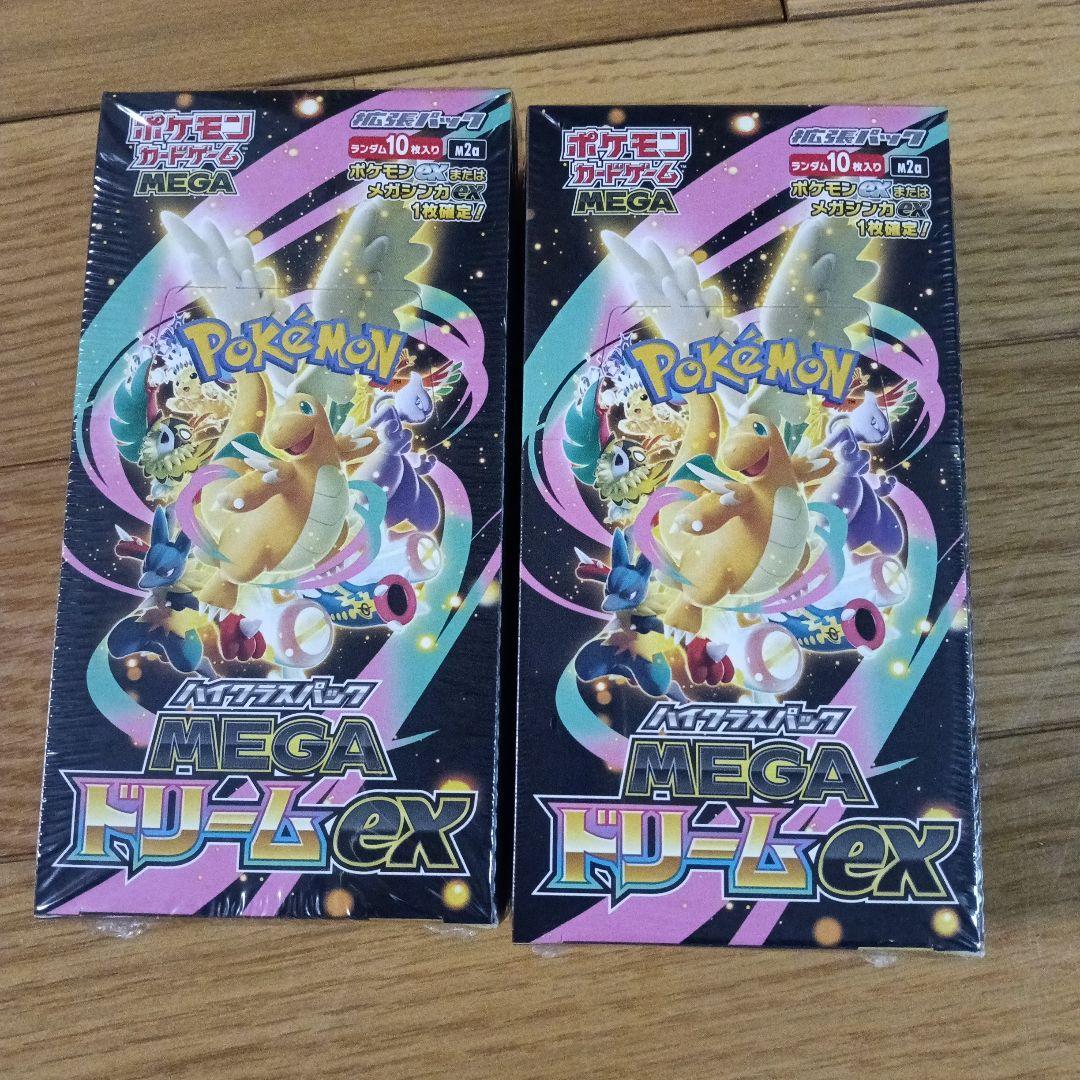 ポケモン
カードゲーム
MEGA
拡張パック
ランダム10枚入り M2a
ポケモンexまたは
メガシンカex
1枚確定!
POKéMON
ハイクラスパック
MEGA
ドリームex
ポケモン
カードゲーム
MEGA
拡張パック
ランダム10枚入り M2a
ポケモンexまたは
メガシンカex
1枚確定!
POKéMON
ハイクラスパック
MEGA
ドリームex